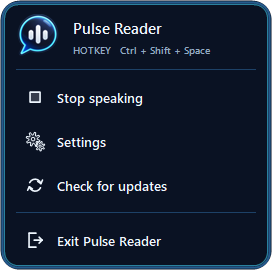 Pulse Reader
HOTKEY Ctrl + Shift + Space
Stop speaking
Settings
Check for updates
Exit Pulse Reader